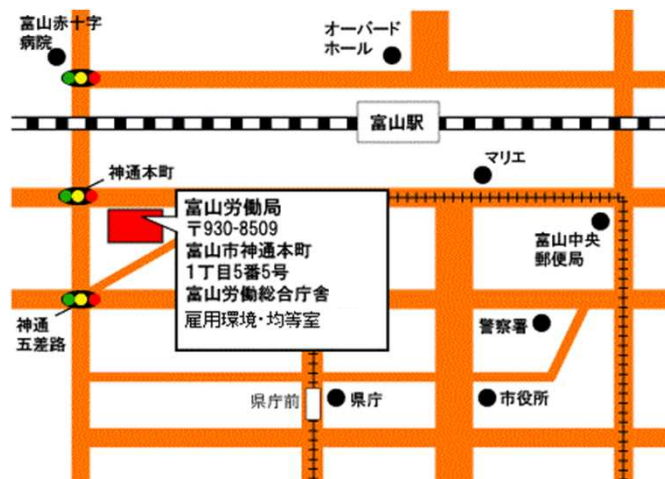 富山赤十字
病院
オーバード
ホール
富山駅
神通本町
マリエ
富山労働局
〒930-8509
富山市神通本町
1丁目5番5号
富山労働総合庁舎
雇用環境・均等室
富山中央
郵便局
神通
五差路
警察署
県庁前
県庁
市役所